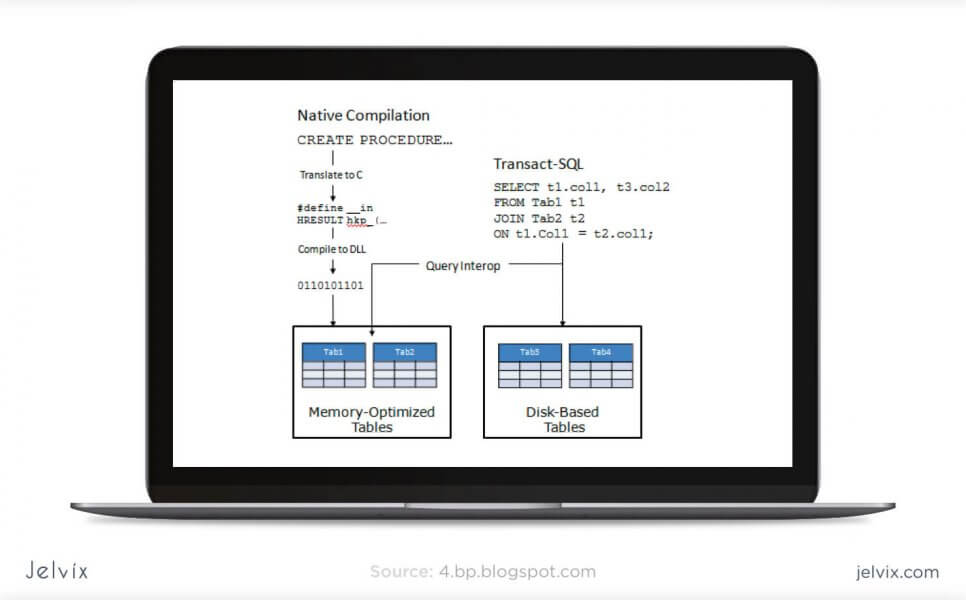 Native Compilation
CREATE PROCEDURE…
Translate to C
#define __in
HRESULT hkp_(…
Compile to DLL
0110101101
Transact-SQL
SELECT t1.col1, t3.col2
FROM Tab1 t1
JOIN Tab2 t2
ON t1.Col1 = t2.col1;
Query Interop
Tab1
Tab2
Memory-Optimized
Tables
Tab3
Tab4
Disk-Based
Tables
Jelvix
Source: 4.bp.blogspot.com
jelvix.com